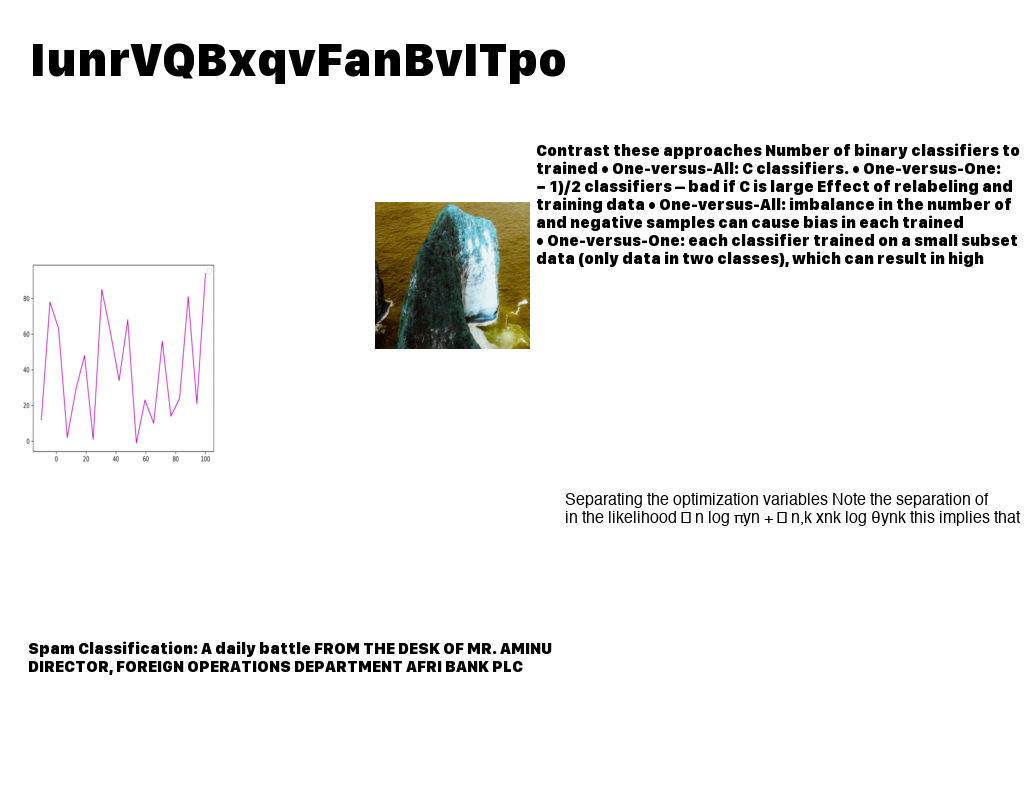 IunrVQBxqvFanBvITpo
Contrast these approaches Number of binary classifiers to
trained • One-versus-All: C classifiers. • One-versus-One:
− 1)/2 classifiers – bad if C is large Effect of relabeling and
training data • One-versus-All: imbalance in the number of
and negative samples can cause bias in each trained
• One-versus-One: each classifier trained on a small subset
data (only data in two classes), which can result in high
80
60
40
20
0
0 20 40 60 80 100
Separating the optimization variables Note the separation of
in the likelihood □ n log πyn + □ n,k xnk log θynk this implies that
Spam Classification: A daily battle FROM THE DESK OF MR. AMINU
DIRECTOR, FOREIGN OPERATIONS DEPARTMENT AFRI BANK PLC